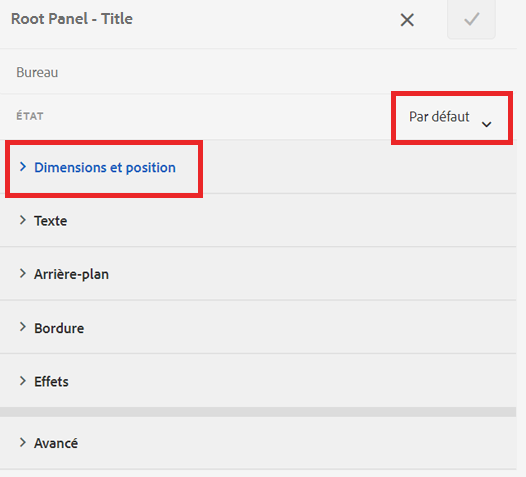 Root Panel - Title
Bureau
ÉTAT
Par défaut
Dimensions et position
Texte
Arrière-plan
Bordure
Effets
Avancé